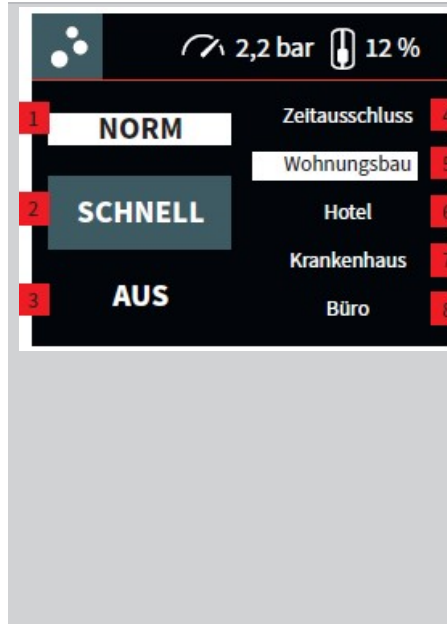 2,2 bar 12 %
1 NORM
2 SCHNELL
3 AUS
Zeitausschluss 4
Wohnungsbau 5
Hotel 6
Krankenhaus 7
Büro 8